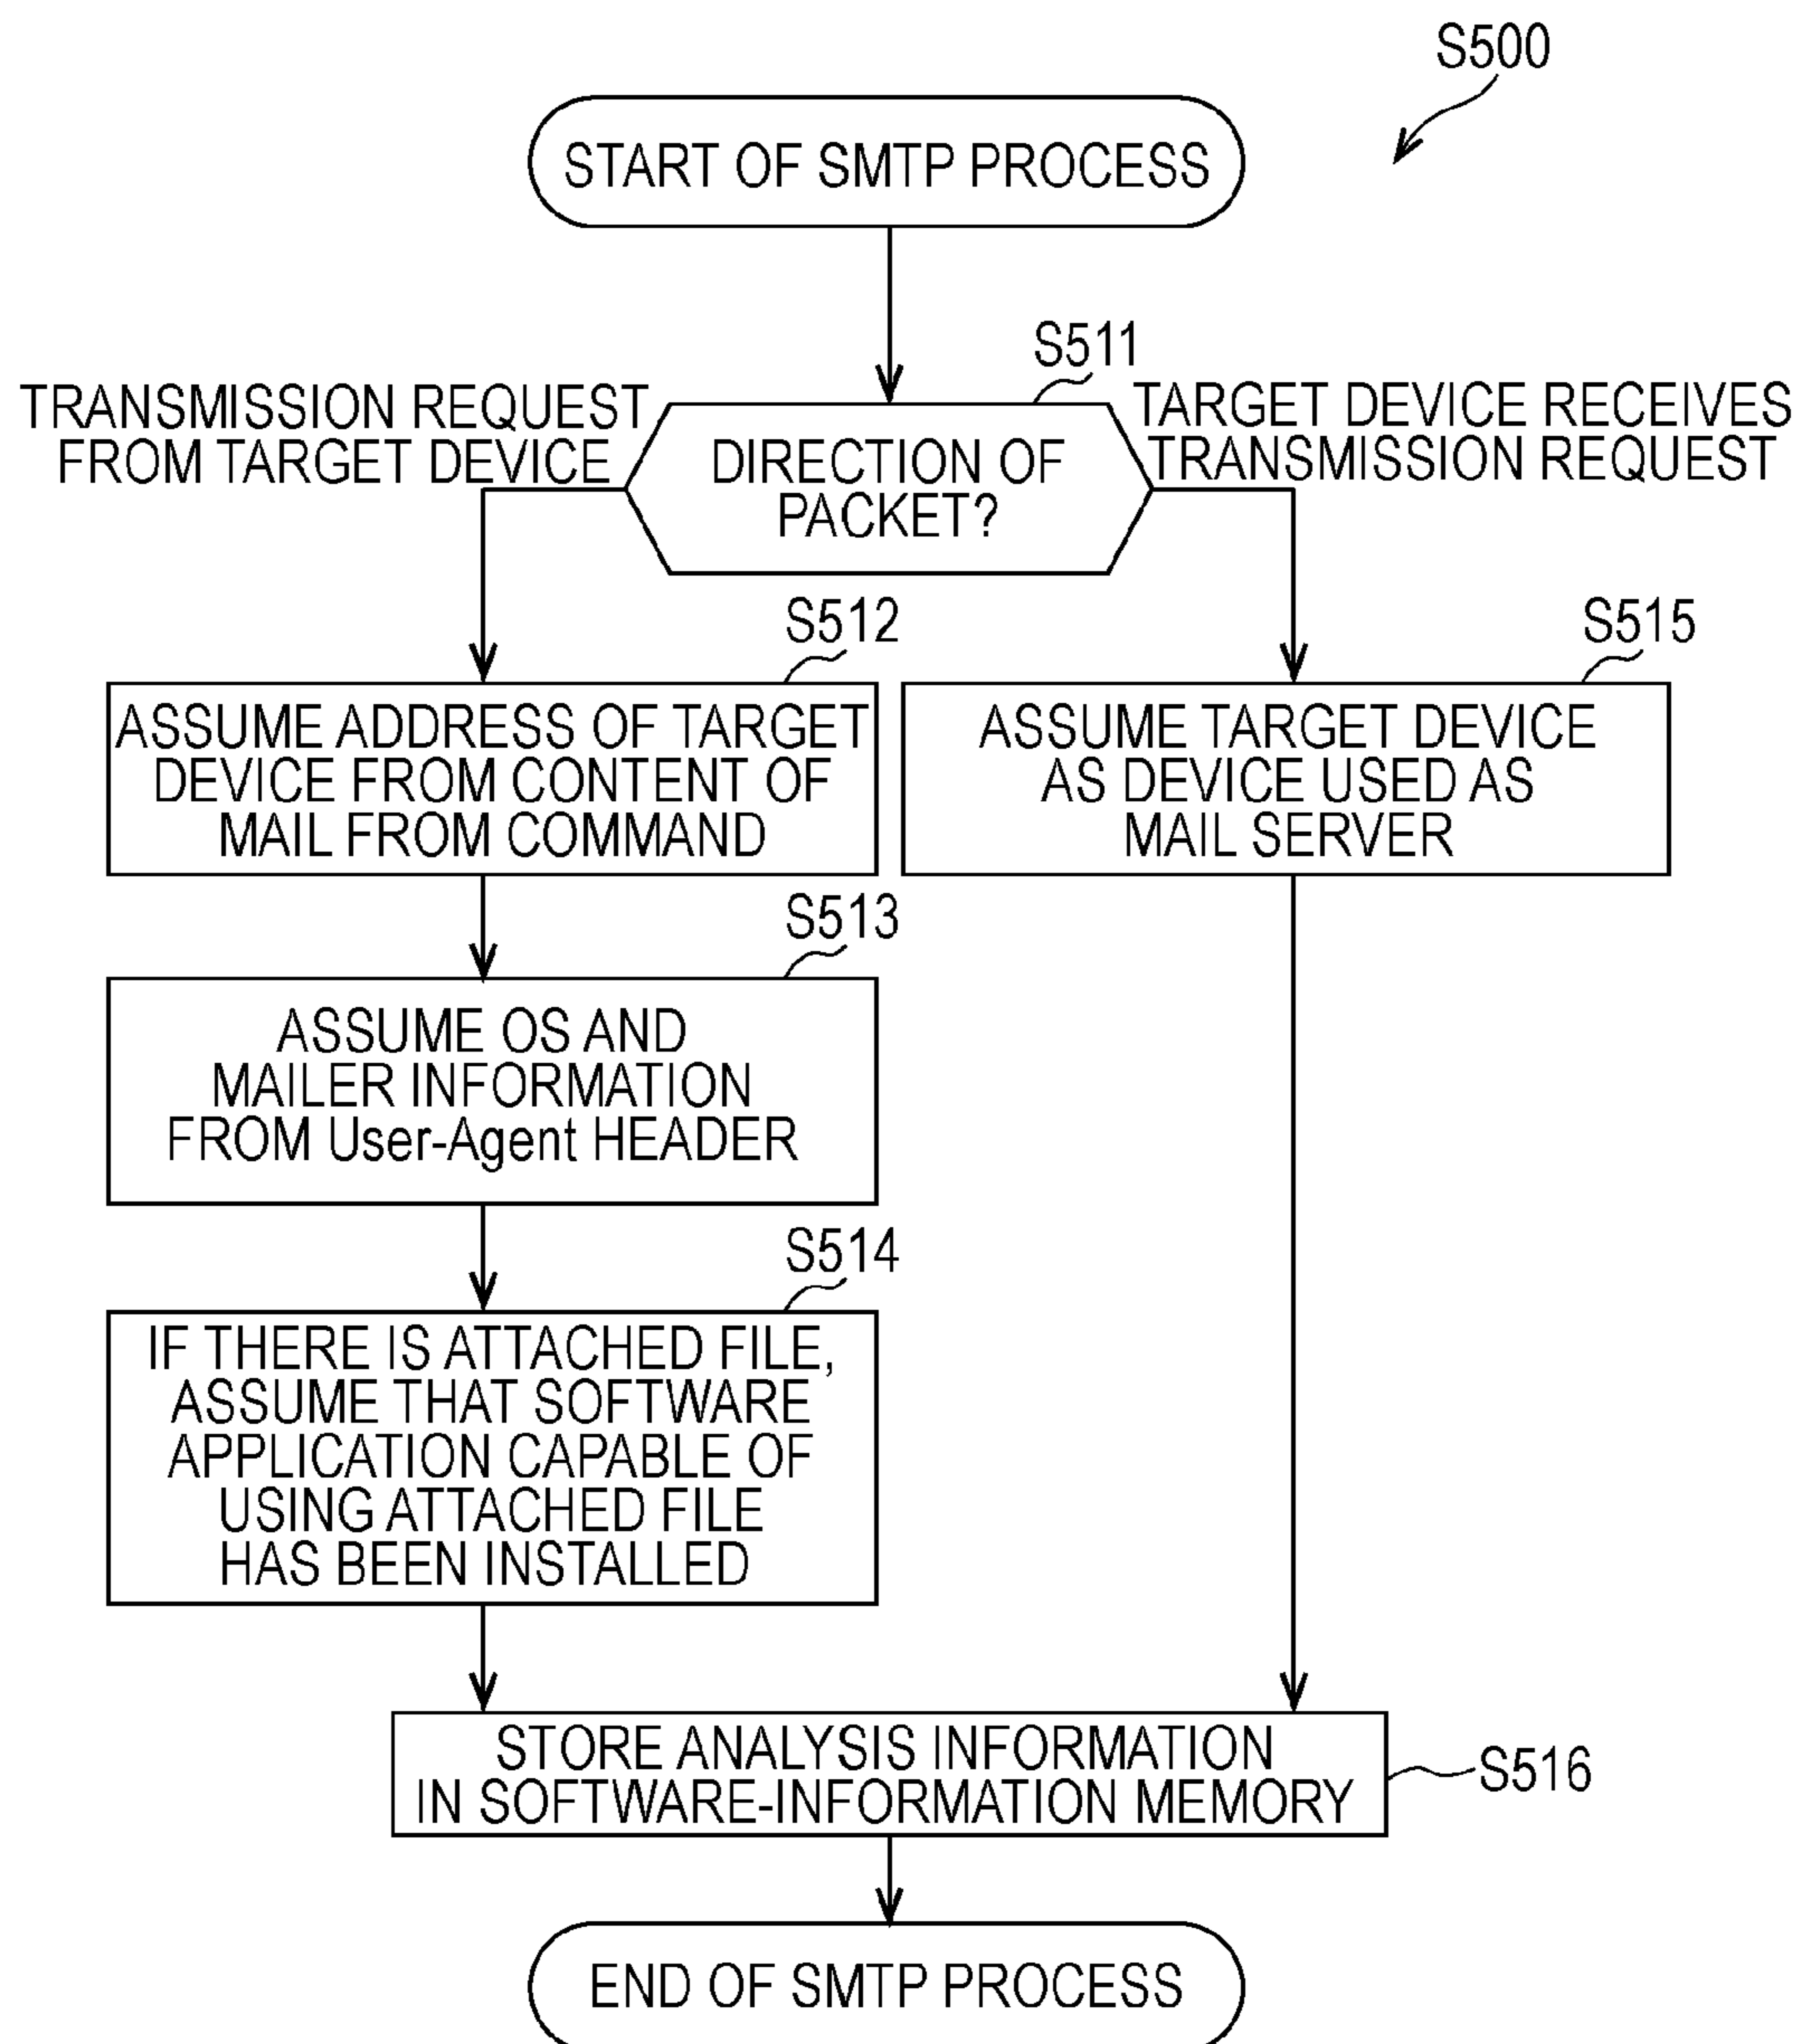 S500
START OF SMTP PROCESS
S511
TRANSMISSION REQUEST
FROM TARGET DEVICE
DIRECTION OF
PACKET?
TARGET DEVICE RECEIVES
TRANSMISSION REQUEST
S512
ASSUME ADDRESS OF TARGET
DEVICE FROM CONTENT OF
MAIL FROM COMMAND
S515
ASSUME TARGET DEVICE
AS DEVICE USED AS
MAIL SERVER
S513
ASSUME OS AND
MAILER INFORMATION
FROM User-Agent HEADER
S514
IF THERE IS ATTACHED FILE,
ASSUME THAT SOFTWARE
APPLICATION CAPABLE OF
USING ATTACHED FILE
HAS BEEN INSTALLED
STORE ANALYSIS INFORMATION
IN SOFTWARE-INFORMATION MEMORY
S516
END OF SMTP PROCESS